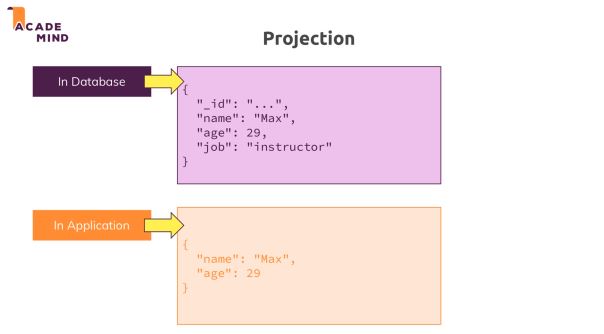 ACADE
MIND
Projection
In Database
{
"_id": "...",
"name": "Max",
"age": 29,
"job": "instructor"
}
In Application
{
"name": "Max",
"age": 29
}